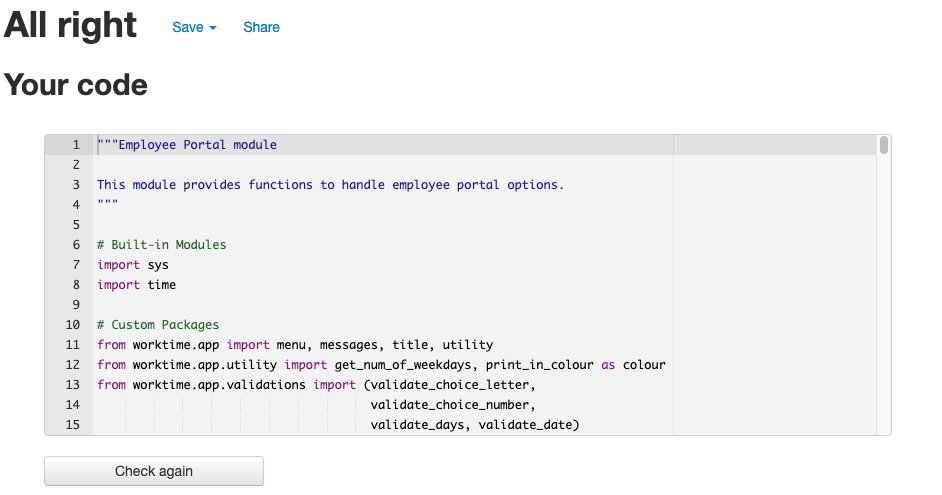 All right Save Share
Your code
1 """Employee Portal module
2
3 This module provides functions to handle employee portal options.
4 """
5
6 # Built-in Modules
7 import sys
8 import time
9
10 # Custom Packages
11 from worktime.app import menu, messages, title, utility
12 from worktime.app.utility import get_num_of_weekdays, print_in_colour as colour
13 from worktime.app.validations import (validate_choice_letter,
14 validate_choice_number,
15 validate_days, validate_date)
Check again